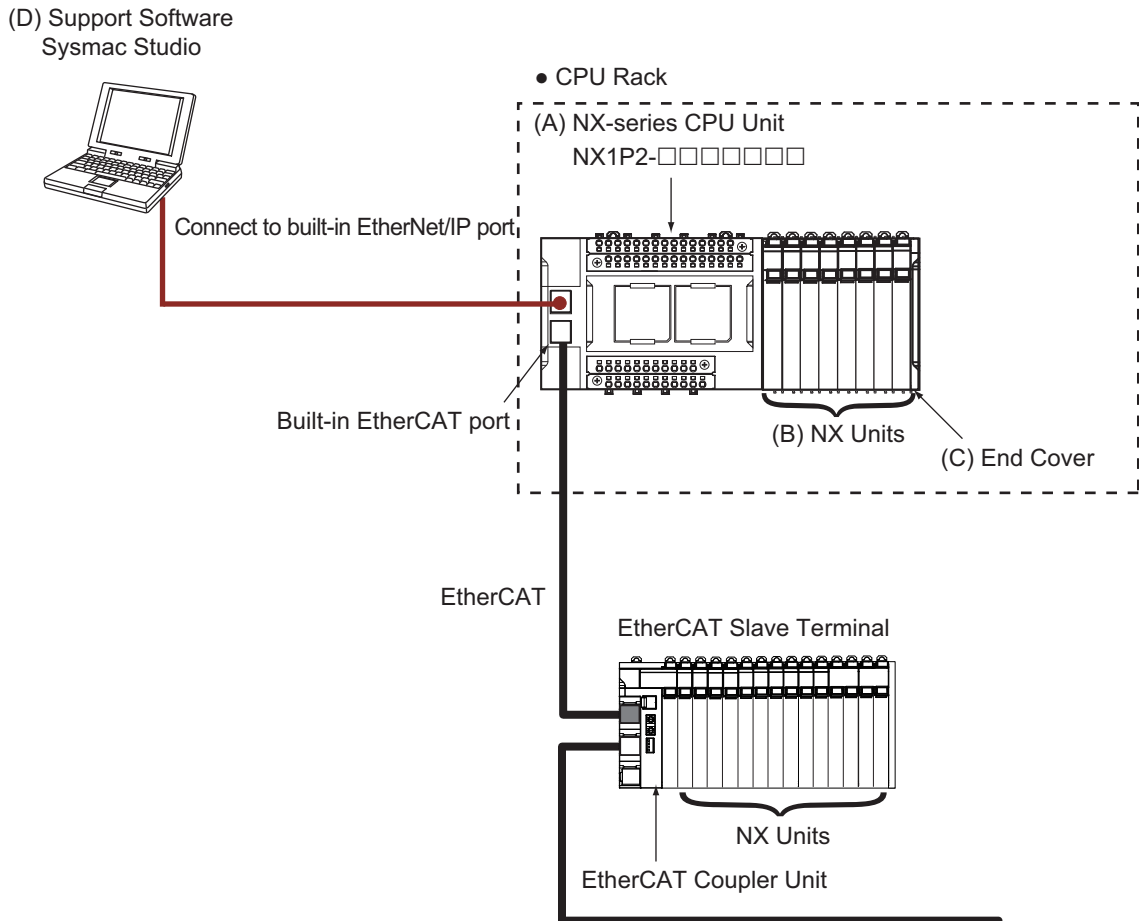 (D) Support Software
Sysmac Studio
● CPU Rack
(A) NX-series CPU Unit
NX1P2-□□□□□□□
Connect to built-in EtherNet/IP port
Built-in EtherCAT port
(B) NX Units
(C) End Cover
EtherCAT
EtherCAT Slave Terminal
NX Units
EtherCAT Coupler Unit